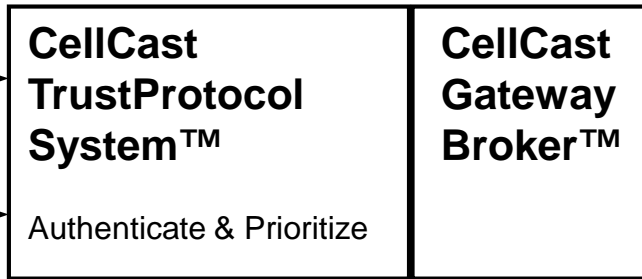 CellCast
TrustProtocol
System™
Authenticate & Prioritize
CellCast
Gateway
Broker™